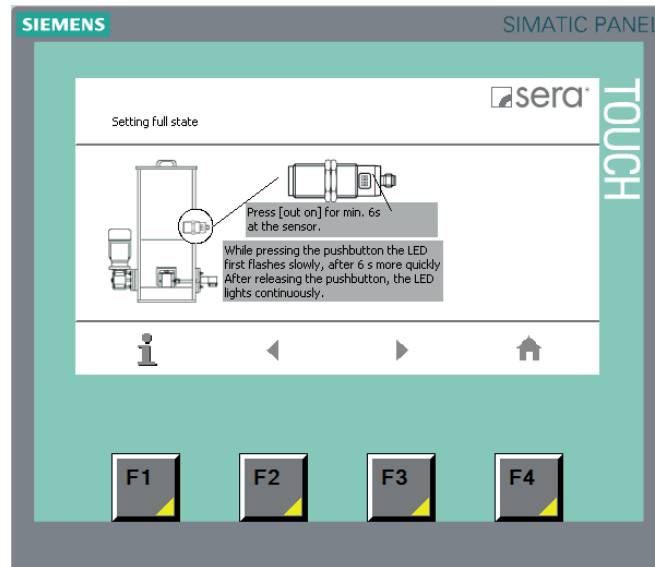 SIEMENS
SIMATIC PANEL
sera
TOUCH
Setting full state
Press [out on] for min. 6s
at the sensor.
While pressing the pushbutton the LED
first flashes slowly, after 6 s more quickly
After releasing the pushbutton, the LED
lights continuously.
F1
F2
F3
F4